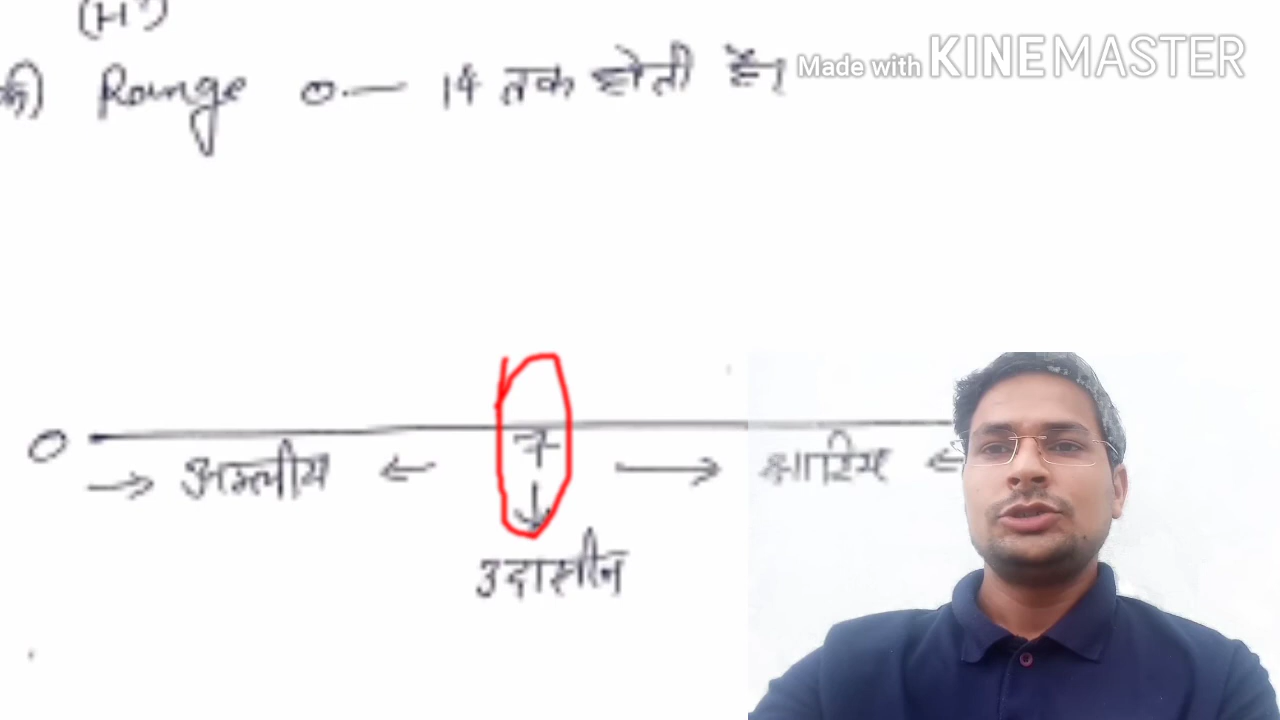 (H⁺)
की Range 0 — 14 तक होती है।
Made with KINEMASTER
0 → अम्लीय ← 7 → क्षारिय ←
↓
उदासीन